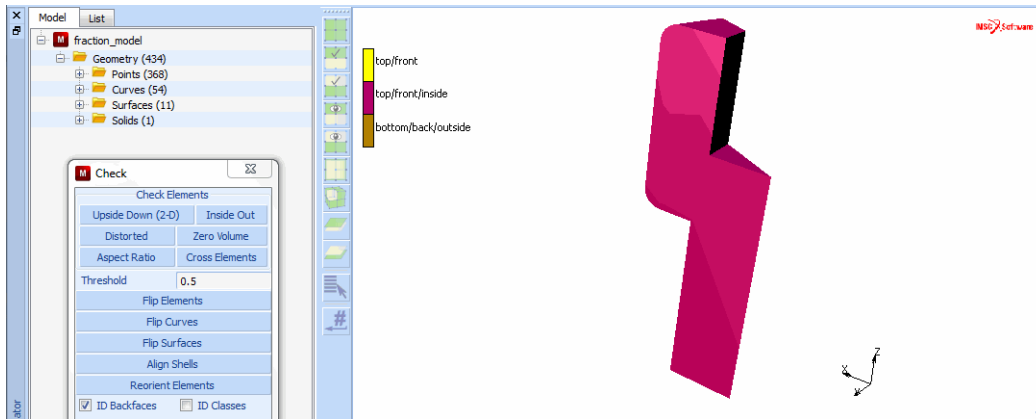 Model List
fraction_model
Geometry (434)
Points (368)
Curves (54)
Surfaces (11)
Solids (1)
M Check
Check Elements
Upside Down (2-D) Inside Out
Distorted Zero Volume
Aspect Ratio Cross Elements
Threshold 0.5
Flip Elements
Flip Curves
Flip Surfaces
Align Shells
Reorient Elements
ID Backfaces ID Classes
ator
top/front
top/front/inside
bottom/back/outside
MSC Software
Z
X
Y